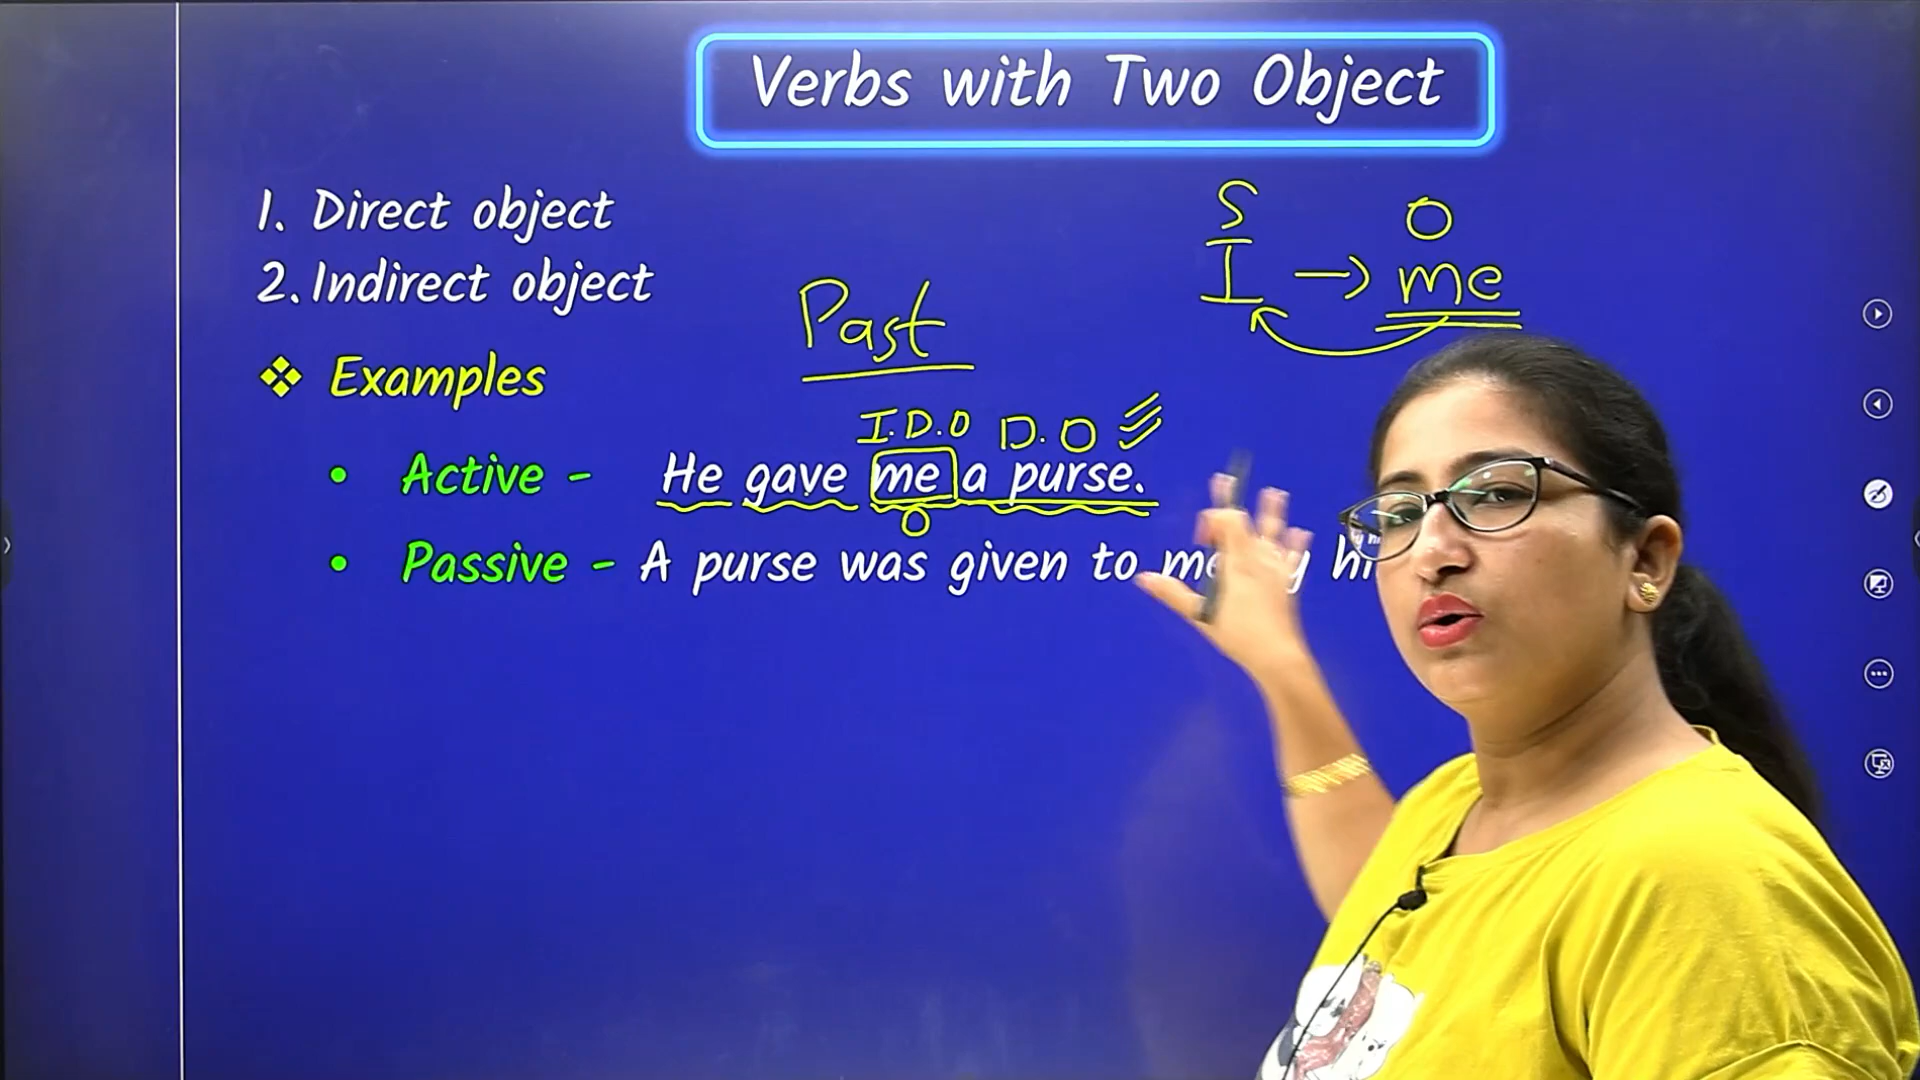 Verbs with Two Object
1. Direct object
2. Indirect object
S O
I → me
Past
❖ Examples
I.D.O D.O
• Active - He gave me a purse.
O
• Passive - A purse was given to me